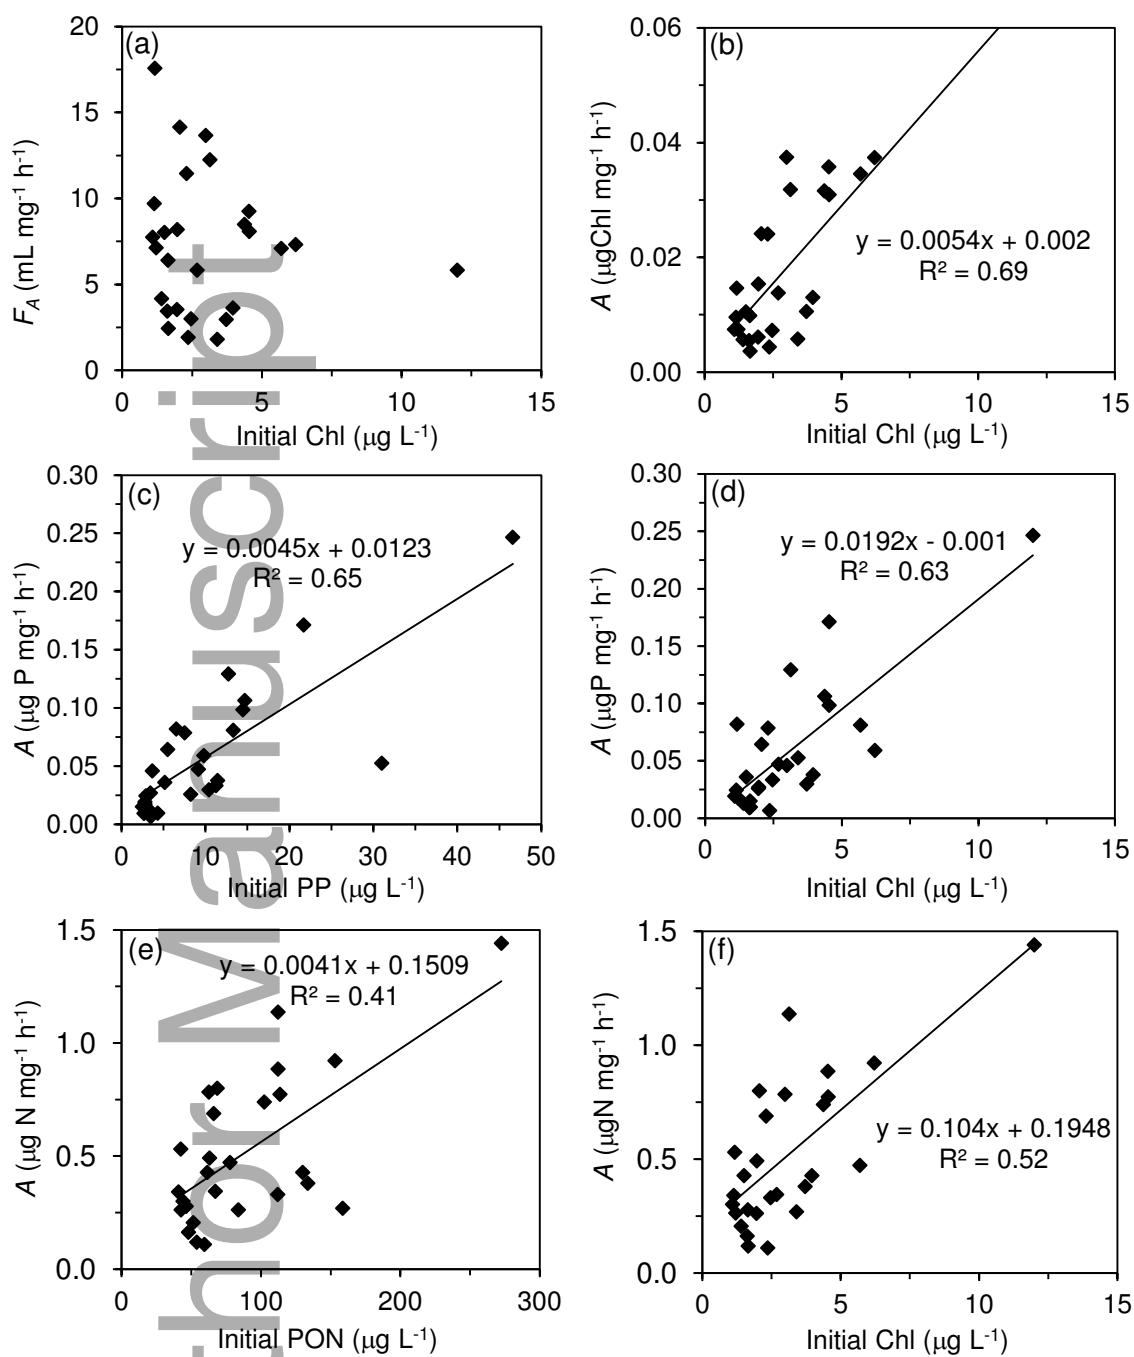 (a)
20
15
10
5
0
F_A (mL mg⁻¹ h⁻¹)
0 5 10 15
Initial Chl (µg L⁻¹)
(b)
0.06
0.04
0.02
0.00
A (µgChl mg⁻¹ h⁻¹)
y = 0.0054x + 0.002
R² = 0.69
0 5 10 15
Initial Chl (µg L⁻¹)
(c)
0.30
0.25
0.20
0.15
0.10
0.05
0.00
A (µg P mg⁻¹ h⁻¹)
y = 0.0045x + 0.0123
R² = 0.65
0 10 20 30 40 50
Initial PP (µg L⁻¹)
(d)
0.30
0.25
0.20
0.15
0.10
0.05
0.00
A (µgP mg⁻¹ h⁻¹)
y = 0.0192x - 0.001
R² = 0.63
0 5 10 15
Initial Chl (µg L⁻¹)
(e)
1.5
1.0
0.5
0.0
A (µg N mg⁻¹ h⁻¹)
y = 0.0041x + 0.1509
R² = 0.41
0 100 200 300
Initial PON (µg L⁻¹)
(f)
1.5
1.0
0.5
0.0
A (µgN mg⁻¹ h⁻¹)
y = 0.104x + 0.1948
R² = 0.52
0 5 10 15
Initial Chl (µg L⁻¹)
hor Manuscript